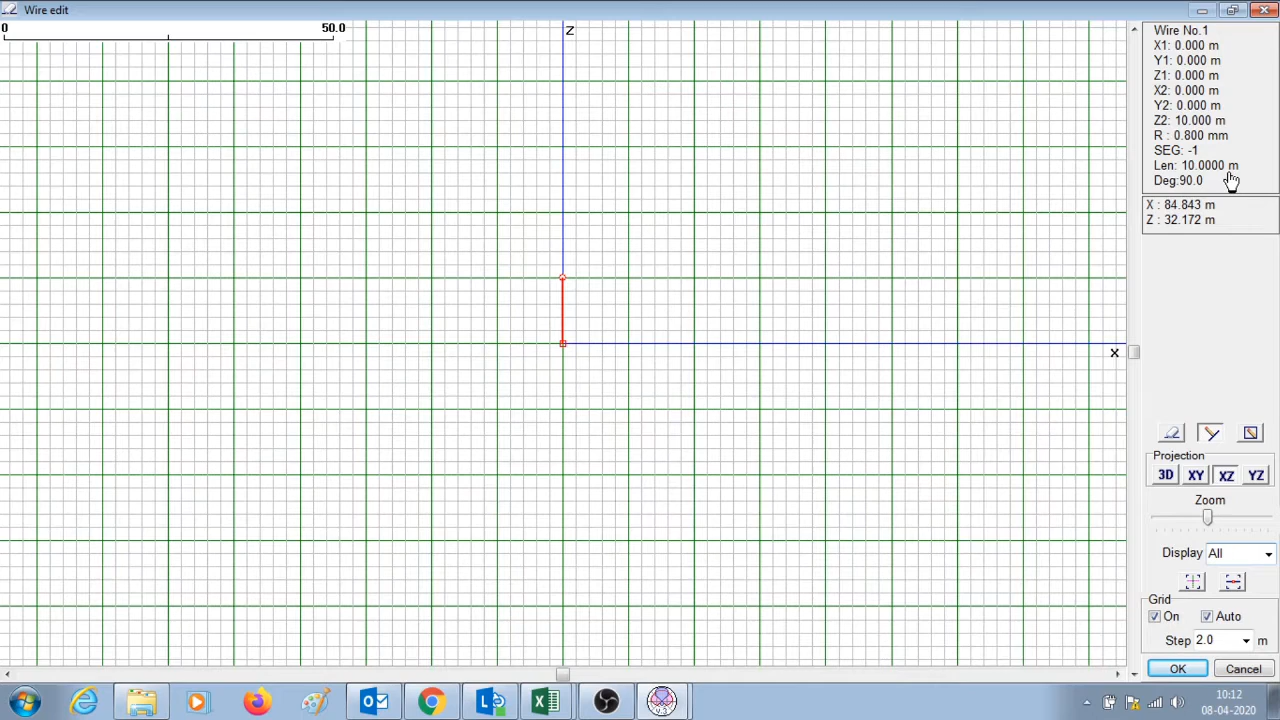 Wire edit
0 50.0
Z
X
Wire No.1
X1: 0.000 m
Y1: 0.000 m
Z1: 0.000 m
X2: 0.000 m
Y2: 0.000 m
Z2: 10.000 m
R : 0.800 mm
SEG: -1
Len: 10.0000 m
Deg:90.0
X : 84.843 m
Z : 32.172 m
Projection
3D XY XZ YZ
Zoom
Display All
Grid
On Auto
Step 2.0 m
OK Cancel
10:12
08-04-2020